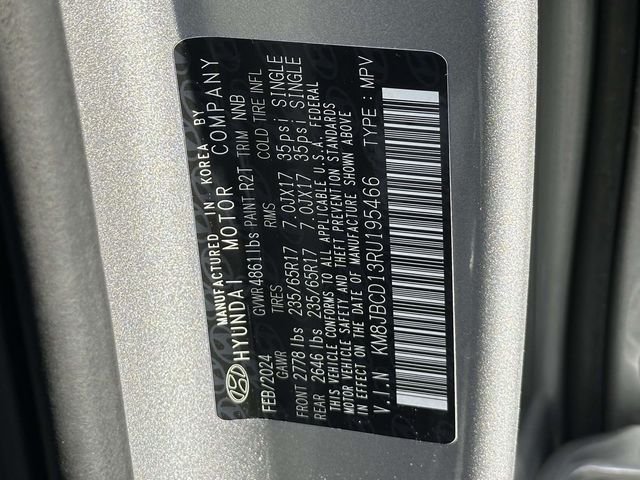 MANUFACTURED IN KOREA BY
HYUNDAI MOTOR COMPANY
FEB/2024 GVWR 4861 lbs PAINT R2T TRIM NNB
GAWR TIRES RIMS COLD TIRE INFL
FRONT 2778 lbs 235/65R17 7.0JX17 35psi SINGLE
REAR 2646 lbs 235/65R17 7.0JX17 35psi SINGLE
THIS VEHICLE CONFORMS TO ALL APPLICABLE U.S.A. FEDERAL
MOTOR VEHICLE SAFETY AND THEFT PREVENTION STANDARDS
IN EFFECT ON THE DATE OF MANUFACTURE SHOWN ABOVE
V.I.N KM8JBCD13RU195466 TYPE : MPV